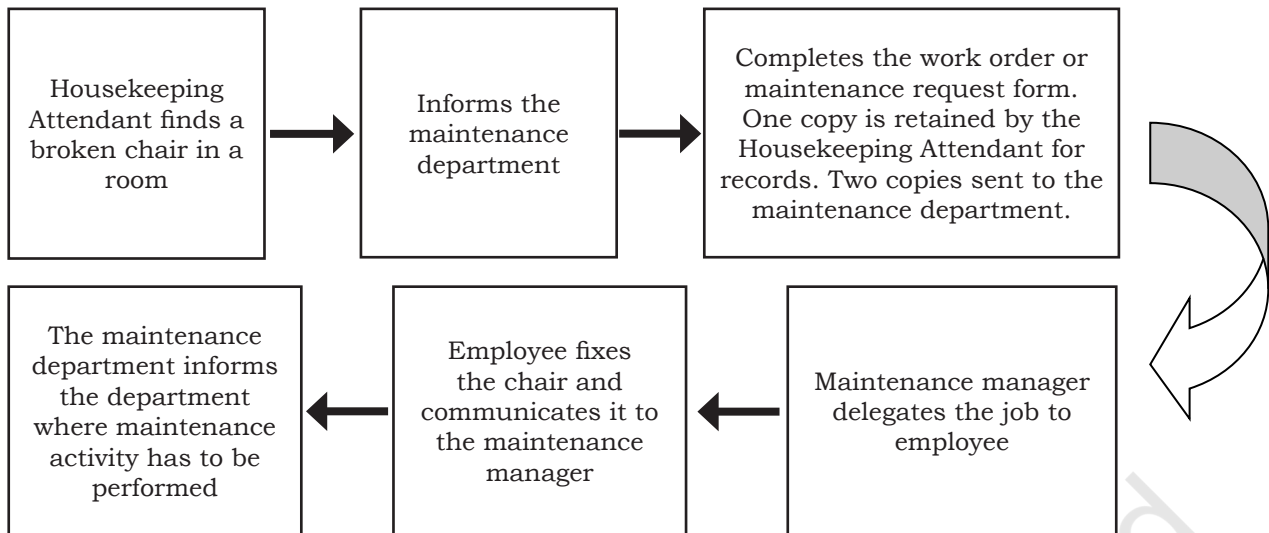 Housekeeping
Attendant finds a
broken chair in a
room
Informs the
maintenance
department
Completes the work order or
maintenance request form.
One copy is retained by the
Housekeeping Attendant for
records. Two copies sent to the
maintenance department.
Maintenance manager
delegates the job to
employee
Employee fixes
the chair and
communicates it to
the maintenance
manager
The maintenance
department informs
the department
where maintenance
activity has to be
performed